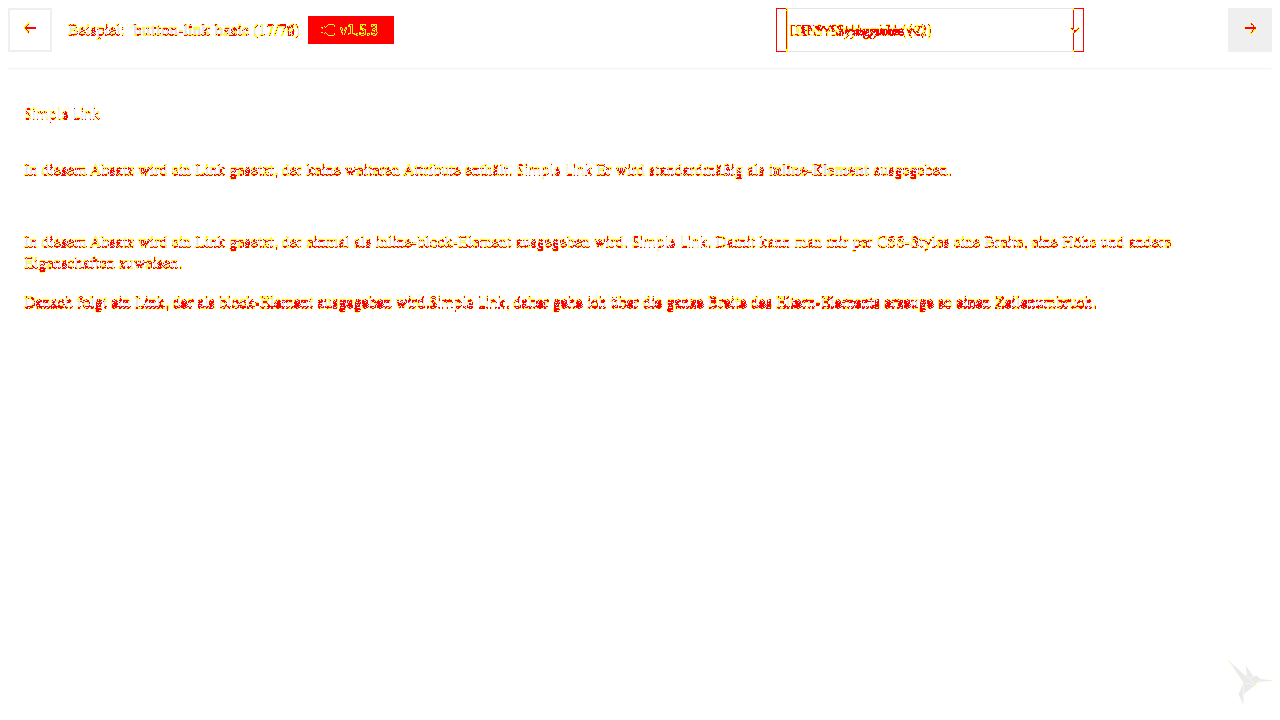 ←
Beispiel: button-link basic (17/76)
👉 v1.5.3
→
Simple Link
In diesem Absatz wird ein Link gesetzt, der keine weiteren Attribute enthält. Simple Link Er wird standardmäßig als inline-Element ausgegeben.
In diesem Absatz wird ein Link gesetzt, der einmal als inline-block-Element ausgegeben wird. Simple Link. Damit kann man mir per CSS-Styles eine Breite, eine Höhe und andere
Eigenschaften zuweisen.
Danach folgt ein Link, der als block-Element ausgegeben wird.Simple Link, daher gehe ich über die ganze Breite des Eltern-Elements erzeuge so einen Zeilenumbruch.